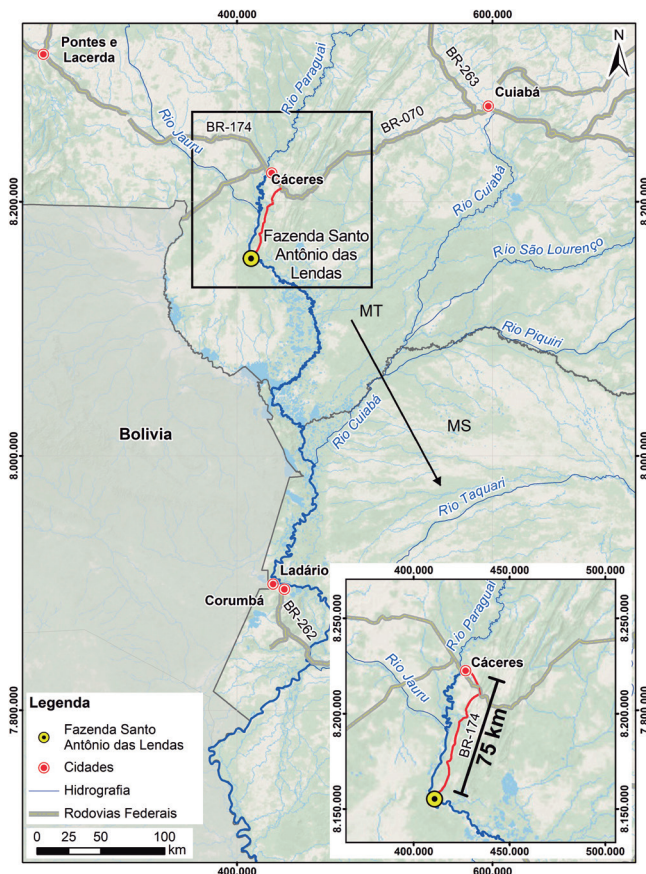 400.000
600.000
Pontes e
Lacerda
N
BR-263
Rio Paraguai
Cuiabá
Rio Jauru
BR-174
BR-070
Cáceres
8.200.000
8.200.000
Rio Cuiabá
Fazenda Santo
Antônio das
Lendas
Rio São Lourenço
MT
Rio Piquiri
Bolivia
MS
Rio Cuiabá
8.000.000
8.000.000
Rio Taquari
Ladário
Corumbá
BR-262
400.000
450.000
500.000
8.250.000
8.250.000
Rio Paraguai
Cáceres
Rio Jauru
8.200.000
8.200.000
BR-174
75 km
8.150.000
8.150.000
400.000
450.000
500.000
7.800.000
7.800.000
Legenda
Fazenda Santo
Antônio das Lendas
Cidades
Hidrografia
Rodovias Federais
0 20 40 60 80 100
km
400.000
600.000